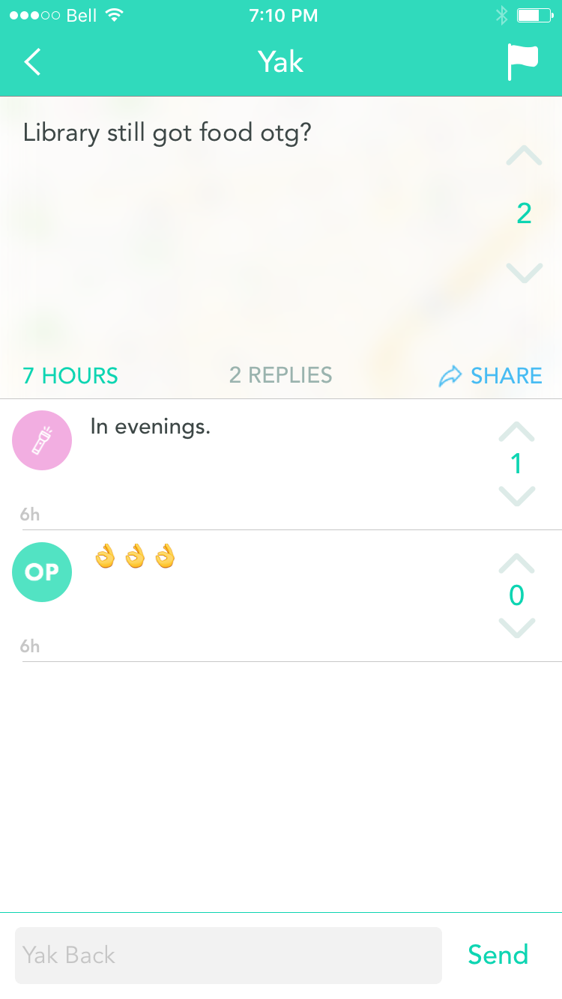 Bell 7:10 PM
Yak
Library still got food otg?
2
7 HOURS 2 REPLIES SHARE
In evenings.
1
6h
OP 👌👌👌
0
6h
Yak Back Send